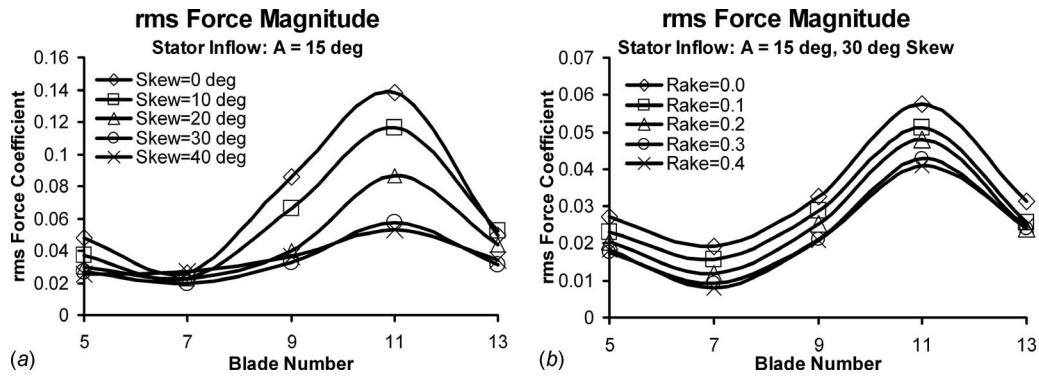 rms Force Magnitude
Stator Inflow: A = 15 deg
0.16
0.14
0.12
0.1
0.08
0.06
0.04
0.02
0
rms Force Coefficient
Skew=0 deg
Skew=10 deg
Skew=20 deg
Skew=30 deg
Skew=40 deg
5 7 9 11 13
Blade Number
(a)
rms Force Magnitude
Stator Inflow: A = 15 deg, 30 deg Skew
0.07
0.06
0.05
0.04
0.03
0.02
0.01
0.00
rms Force Coefficient
Rake=0.0
Rake=0.1
Rake=0.2
Rake=0.3
Rake=0.4
5 7 9 11 13
Blade Number
(b)